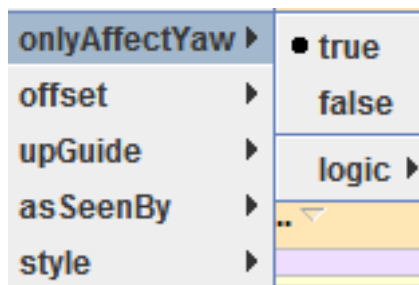 onlyAffectYaw
offset
upGuide
asSeenBy
style
true
false
logic
..